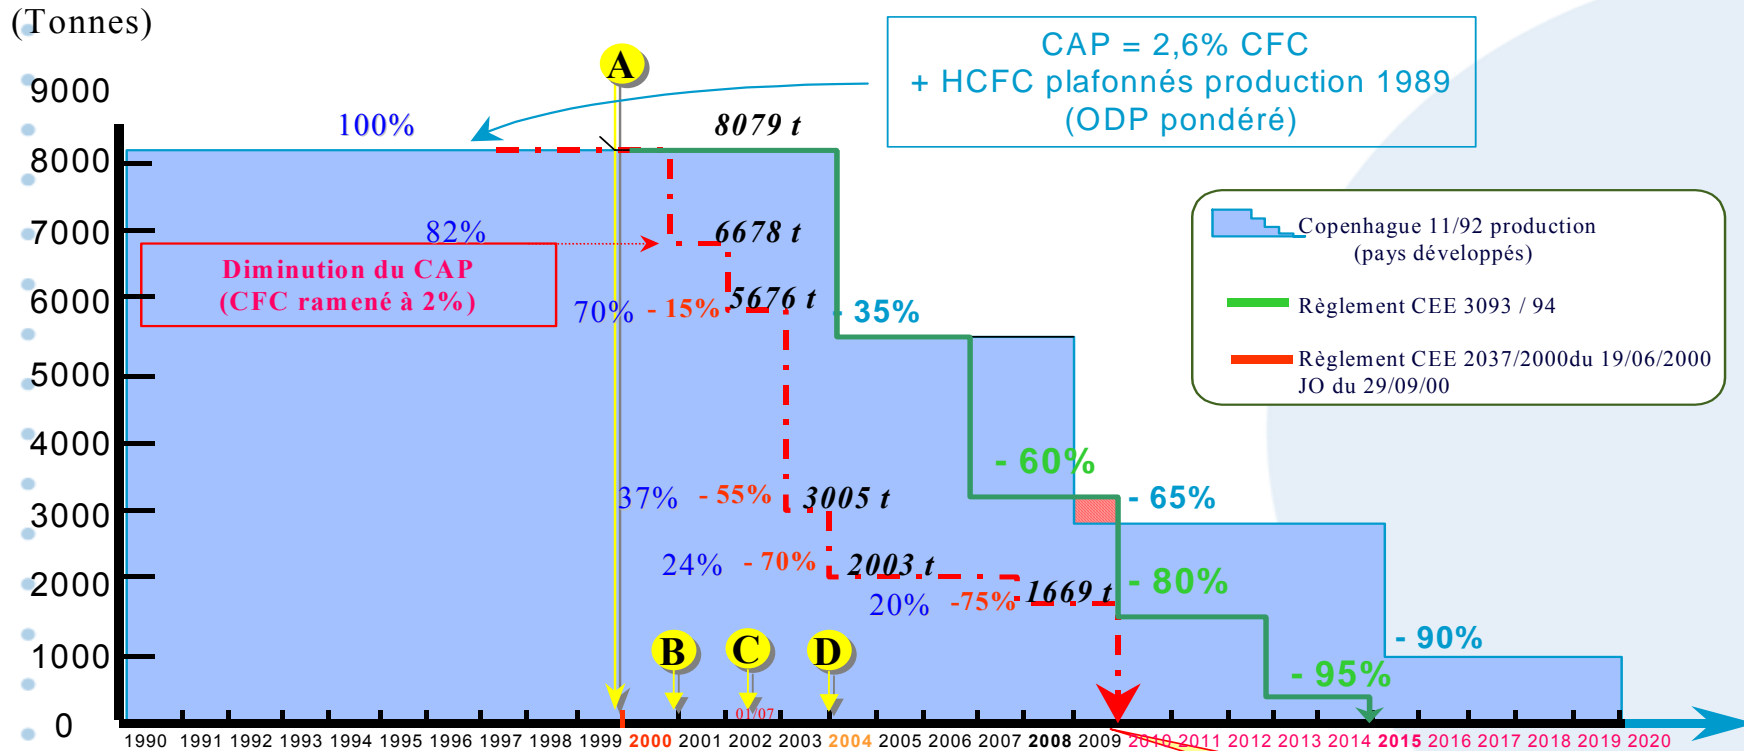 (Tonnes)
A
CAP = 2,6% CFC
+ HCFC plafonnés production 1989
(ODP pondéré)
9000
100%
8079 t
8000
7000
82%
6678 t
Diminution du CAP
(CFC ramené à 2%)
6000
70% - 15%
5676 t
- 35%
Copenhague 11/92 production
(pays développés)
Règlement CEE 3093 / 94
Règlement CEE 2037/2000du 19/06/2000
JO du 29/09/00
5000
4000
- 60%
37% - 55%
3005 t
- 65%
3000
24% - 70%
2003 t
- 80%
2000
20% -75%
1669 t
B
C
D
- 90%
1000
- 95%
01/07
0
1990 1991 1992 1993 1994 1995 1996 1997 1998 1999 2000 2001 2002 2003 2004 2005 2006 2007 2008 2009 2010 2011 2012 2013 2014 2015 2016 2017 2018 2019 2020